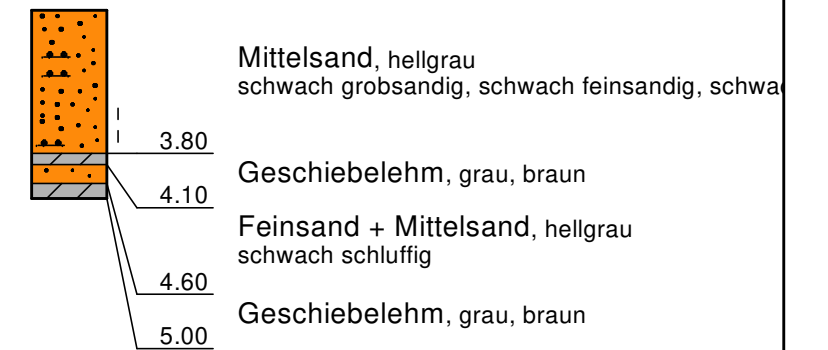 Mittelsand, hellgrau
schwach grobsandig, schwach feinsandig,
3.80
Geschiebelehm, grau, braun
4.10
Feinsand + Mittelsand, hellgrau
schwach schluffig
4.60
Geschiebelehm, grau, braun
5.00